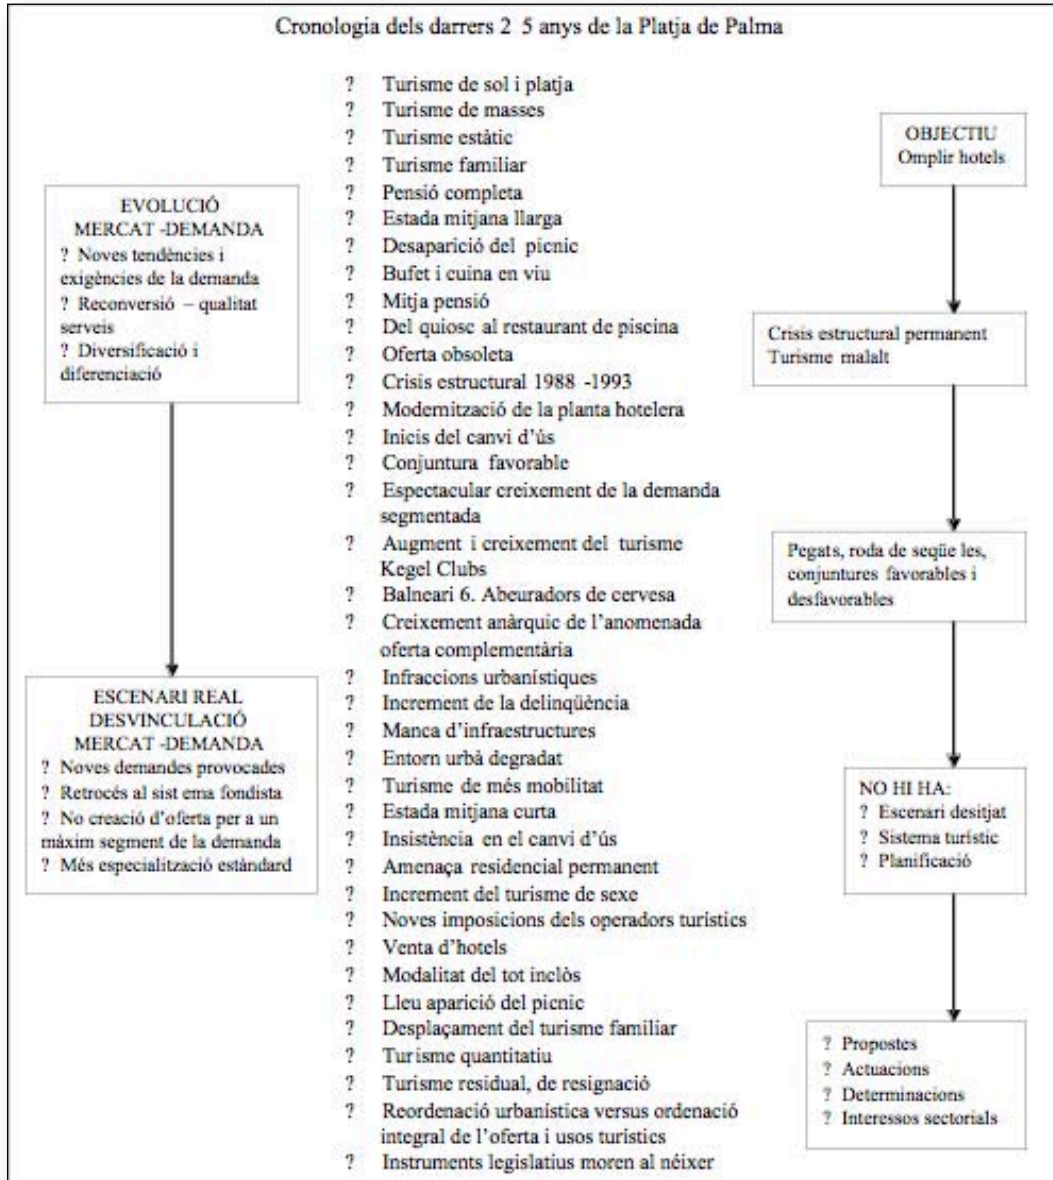 Cronologia dels darrers 2 5 anys de la Platja de Palma
EVOLUCIÓ
MERCAT -DEMANDA
? Noves tendències i
exigències de la demanda
? Reconversió – qualitat
serveis
? Diversificació i
diferenciació
ESCENARI REAL
DESVINCULACIÓ
MERCAT -DEMANDA
? Noves demandes provocades
? Retrocés al sist ema fondista
? No creació d'oferta per a un
màxim segment de la demanda
? Més especialització estàndard
? Turisme de sol i platja
? Turisme de masses
? Turisme estàtic
? Turisme familiar
? Pensió completa
? Estada mitjana llarga
? Desaparició del picnic
? Bufet i cuina en viu
? Mitja pensió
? Del quiosc al restaurant de piscina
? Oferta obsoleta
? Crisis estructural 1988 -1993
? Modernització de la planta hotelera
? Inicis del canvi d'ús
? Conjuntura favorable
? Espectacular creixement de la demanda
segmentada
? Augment i creixement del turisme
Kegel Clubs
? Balneari 6. Abeuradors de cervesa
? Creixement anàrquic de l'anomenada
oferta complementària
? Infraccions urbanístiques
? Increment de la delinqüència
? Manca d'infraestructures
? Entorn urbà degradat
? Turisme de més mobilitat
? Estada mitjana curta
? Insistència en el canvi d'ús
? Amenaça residencial permanent
? Increment del turisme de sexe
? Noves imposicions dels operadors turístics
? Venta d'hotels
? Modalitat del tot inclòs
? Lleu aparició del picnic
? Desplaçament del turisme familiar
? Turisme quantitatiu
? Turisme residual, de resignació
? Reordenació urbanística versus ordenació
integral de l'oferta i usos turístics
? Instruments legislatius moren al néixer
OBJECTIU
Omplir hotels
Crisis estructural permanent
Turisme malalt
Pegats, roda de seqüe les,
conjuntures favorables i
desfavorables
NO HI HA:
? Escenari desitjat
? Sistema turístic
? Planificació
? Propostes
? Actuacions
? Determinacions
? Interessos sectorials